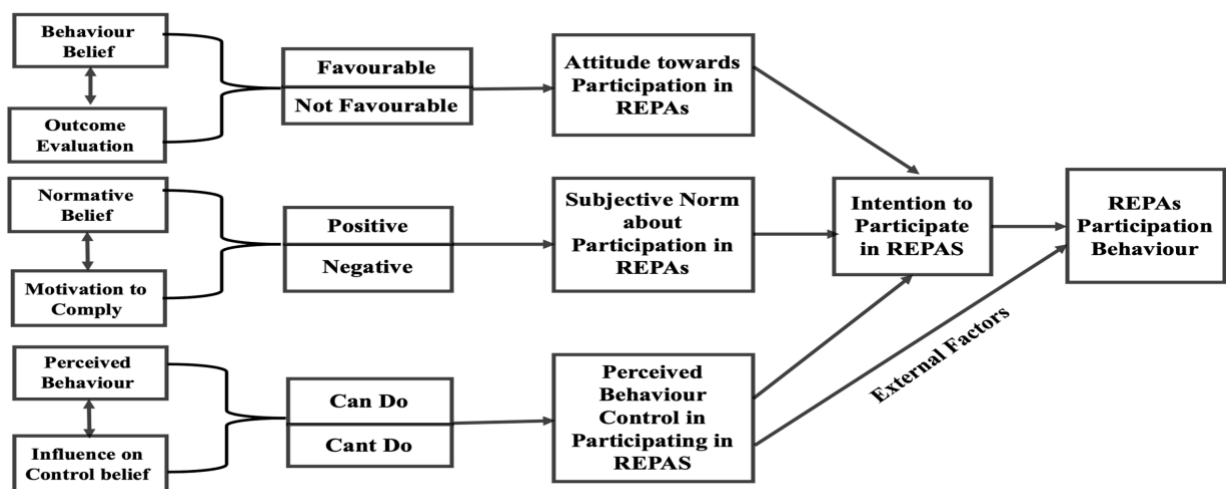 Behaviour
Belief
Outcome
Evaluation
Favourable
Not Favourable
Attitude towards
Participation in
REPAs
Normative
Belief
Motivation to
Comply
Positive
Negative
Subjective Norm
about
Participation in
REPAs
Perceived
Behaviour
Influence on
Control belief
Can Do
Cant Do
Perceived
Behaviour
Control in
Participating in
REPAS
Intention to
Participate
in REPAS
External Factors
REPAs
Participation
Behaviour